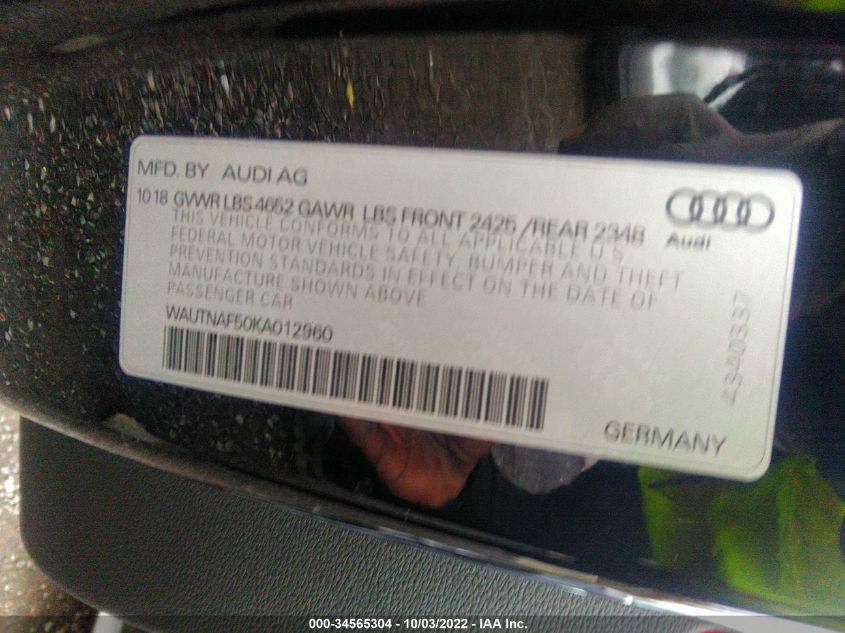 MFD. BY AUDI AG
10 18 GVWR LBS 4652 GAWR LBS FRONT 2425 /REAR 2348
THIS VEHICLE CONFORMS TO ALL APPLICABLE U.S.
FEDERAL MOTOR VEHICLE SAFETY, BUMPER AND THEFT
PREVENTION STANDARDS IN EFFECT ON THE DATE OF
MANUFACTURE SHOWN ABOVE
PASSENGER CAR
WAUTNAF50KA012960
Audi
4340337
GERMANY
000-34565304 - 10/03/2022 - IAA Inc.